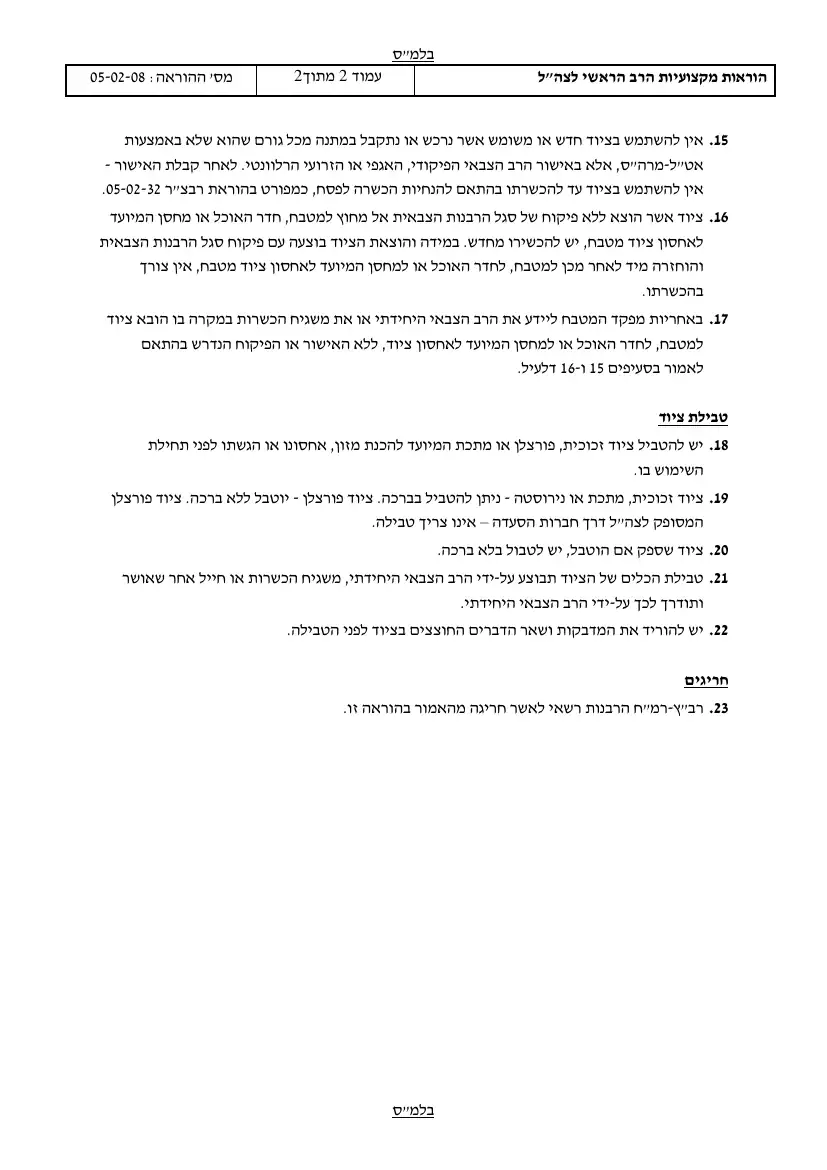 בלמ"ס
הוראות מקצועיות הרב הראשי לצה"ל עמוד 2 מתוך2 מס' ההוראה : 05-02-08
15. אין להשתמש בציוד חדש או משומש אשר נרכש או נתקבל במתנה מכל גורם שהוא שלא באמצעות
אט"ל-מרה"ס, אלא באישור הרב הצבאי הפיקודי, האגפי או הזרועי הרלוונטי. לאחר קבלת האישור -
אין להשתמש בציוד עד להכשרתו בהתאם להנחיות הכשרה לפסח, כמפורט בהוראת רבצ"ר 05-02-32.
16. ציוד אשר הוצא ללא פיקוח של סגל הרבנות הצבאית אל מחוץ למטבח, חדר האוכל או מחסן המיועד
לאחסון ציוד מטבח, יש להכשירו מחדש. במידה והוצאת הציוד בוצעה עם פיקוח סגל הרבנות הצבאית
והוחזרה מיד לאחר מכן למטבח, לחדר האוכל או למחסן המיועד לאחסון ציוד מטבח, אין צורך
בהכשרתו.
17. באחריות מפקד המטבח ליידע את הרב הצבאי היחידתי או את משגיח הכשרות במקרה בו הובא ציוד
למטבח, לחדר האוכל או למחסן המיועד לאחסון ציוד, ללא האישור או הפיקוח הנדרש בהתאם
לאמור בסעיפים 15 ו-16 דלעיל.
טבילת ציוד
18. יש להטביל ציוד זכוכית, פורצלן או מתכת המיועד להכנת מזון, אחסונו או הגשתו לפני תחילת
השימוש בו.
19. ציוד זכוכית, מתכת או נירוסטה - ניתן להטביל בברכה. ציוד פורצלן - יוטבל ללא ברכה. ציוד פורצלן
המסופק לצה"ל דרך חברות הסעדה – אינו צריך טבילה.
20. ציוד שספק אם הוטבל, יש לטבול בלא ברכה.
21. טבילת הכלים של הציוד תבוצע על-ידי הרב הצבאי היחידתי, משגיח הכשרות או חייל אחר שאושר
ותודרך לכך על-ידי הרב הצבאי היחידתי.
22. יש להוריד את המדבקות ושאר הדברים החוצצים בציוד לפני הטבילה.
חריגים
23. רב"ץ-רמ"ח הרבנות רשאי לאשר חריגה מהאמור בהוראה זו.
בלמ"ס